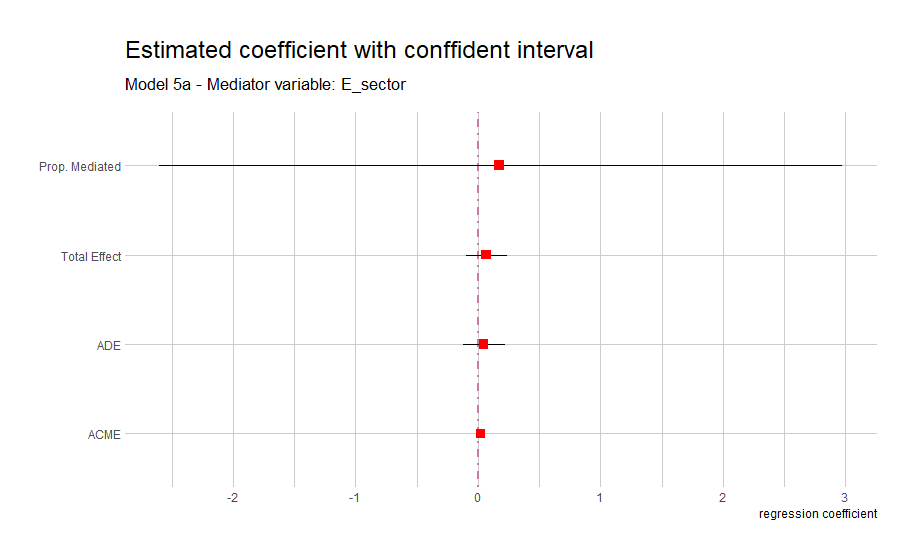 Estimated coefficient with conffident interval
Model 5a - Mediator variable: E_sector
Prop. Mediated
Total Effect
ADE
ACME
-2 -1 0 1 2 3
regression coefficient